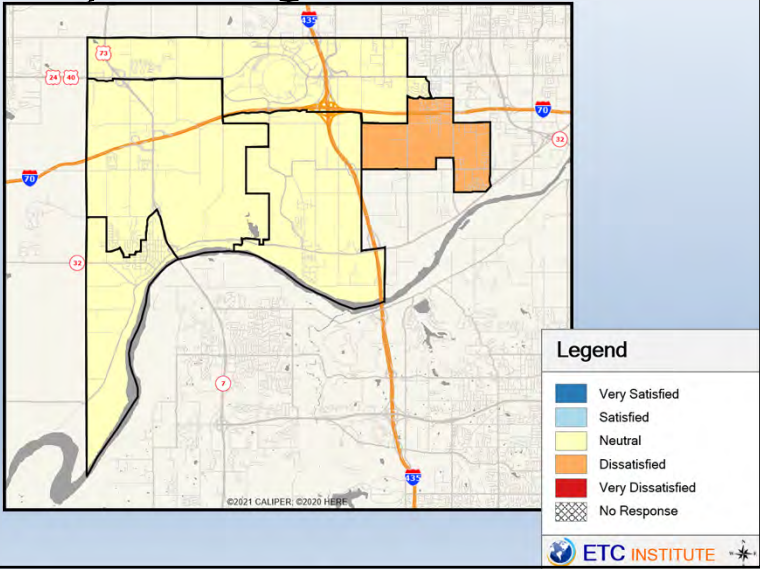 435
73
24 40
70
32
70
32
7
435
©2021 CALIPER; ©2020 HERE
Legend
Very Satisfied
Satisfied
Neutral
Dissatisfied
Very Dissatisfied
No Response
ETC INSTITUTE